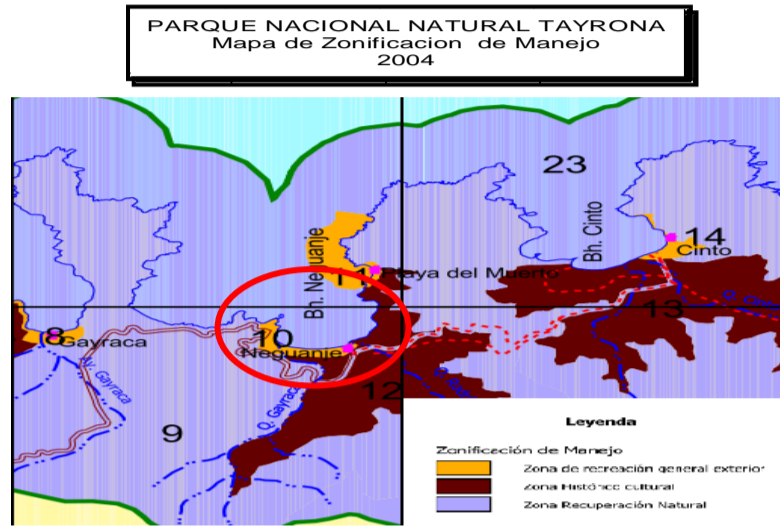 PARQUE NACIONAL NATURAL TAYRONA
Mapa de Zonificacion de Manejo
2004
23
Bh. Neguanje
Bh. Cinto
14
Cinto
11
Playa del Muerto
8
Gayraca
10
Neguanje
13
Q. Gayraca
12
9
Leyenda
Zonificación de Manejo
Zona de recreación general exterior
Zona Histórico cultural
Zona Recuperación Natural